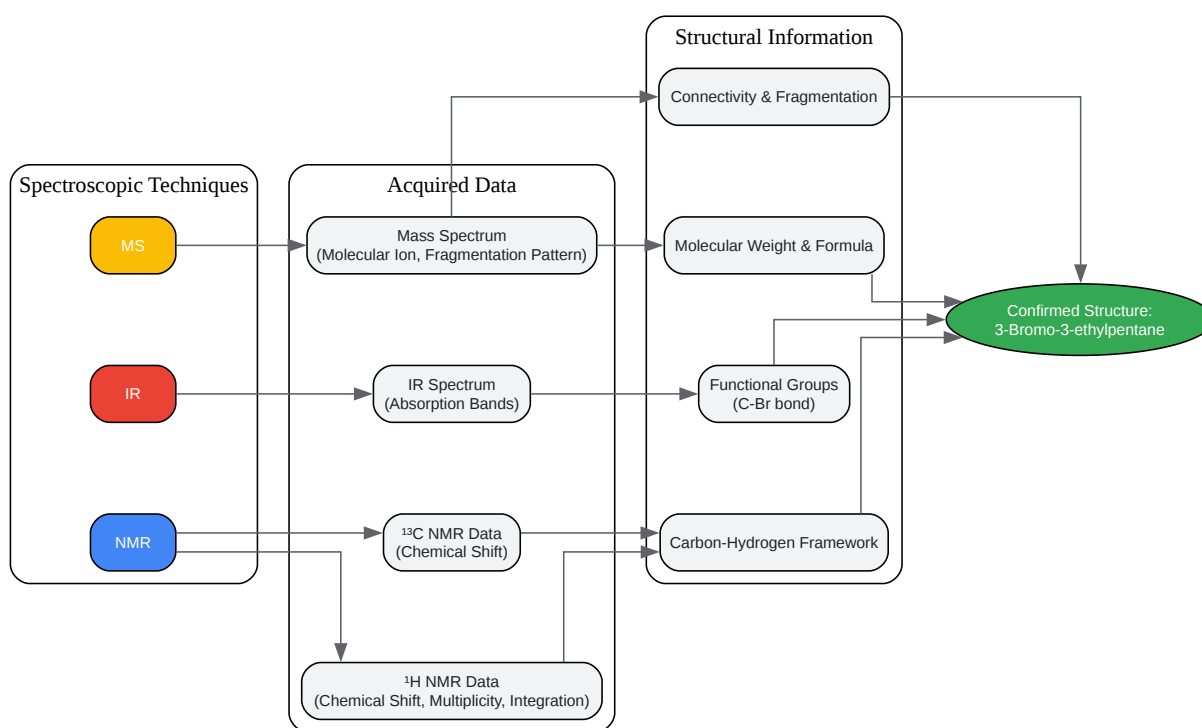 Structural Information
Connectivity & Fragmentation
Spectroscopic Techniques
Acquired Data
MS
Mass Spectrum
(Molecular Ion, Fragmentation Pattern)
Molecular Weight & Formula
Confirmed Structure:
3-Bromo-3-ethylpentane
IR
IR Spectrum
(Absorption Bands)
Functional Groups
(C-Br bond)
NMR
¹³C NMR Data
(Chemical Shift)
Carbon-Hydrogen Framework
¹H NMR Data
(Chemical Shift, Multiplicity, Integration)